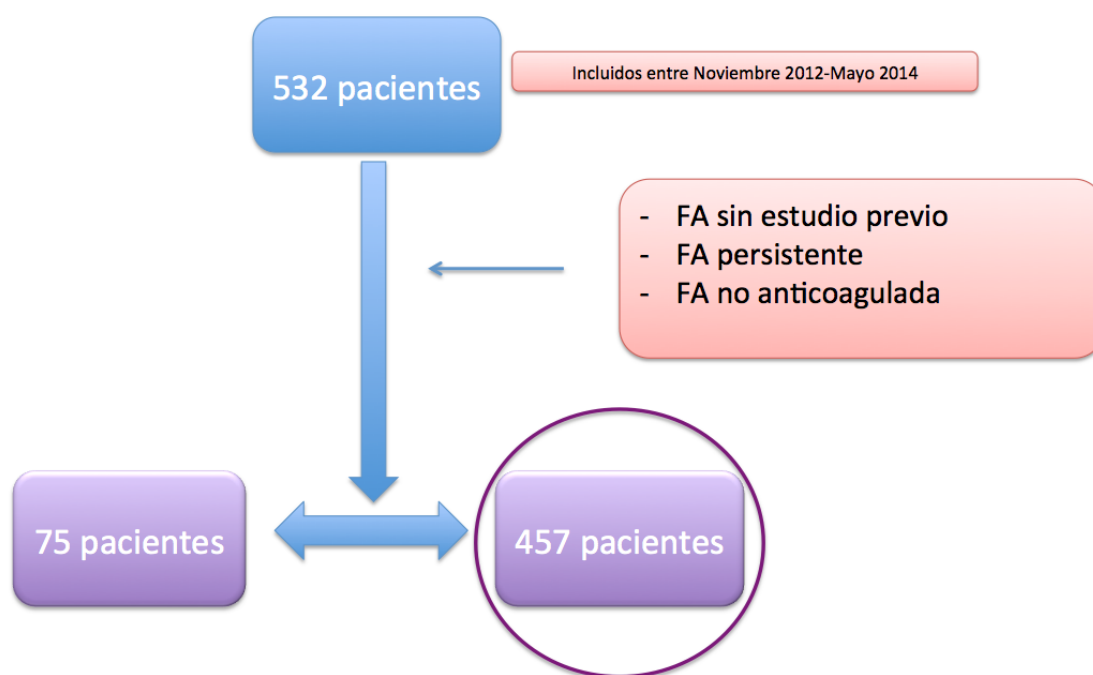 532 pacientes
Incluidos entre Noviembre 2012-Mayo 2014
- FA sin estudio previo
- FA persistente
- FA no anticoagulada
75 pacientes
457 pacientes